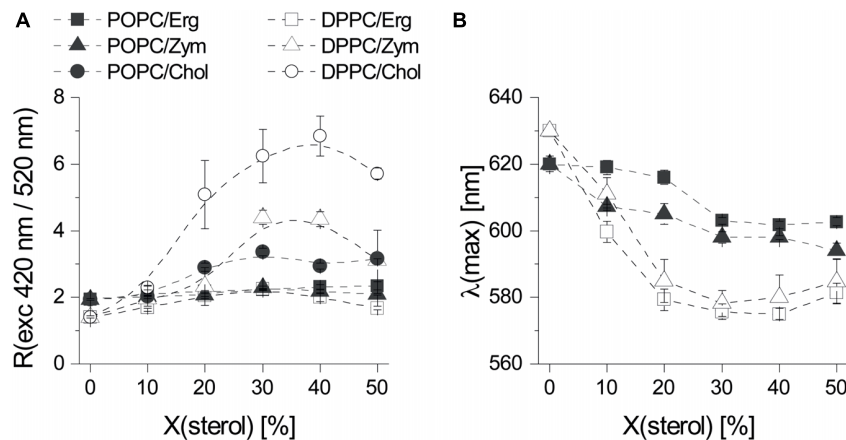 A
POPC/Erg DPPC/Erg
POPC/Zym DPPC/Zym
POPC/Chol DPPC/Chol
R(exc 420 nm / 520 nm)
8
6
4
2
0
0 10 20 30 40 50
X(sterol) [%]
B
λ(max) [nm]
640
620
600
580
560
0 10 20 30 40 50
X(sterol) [%]